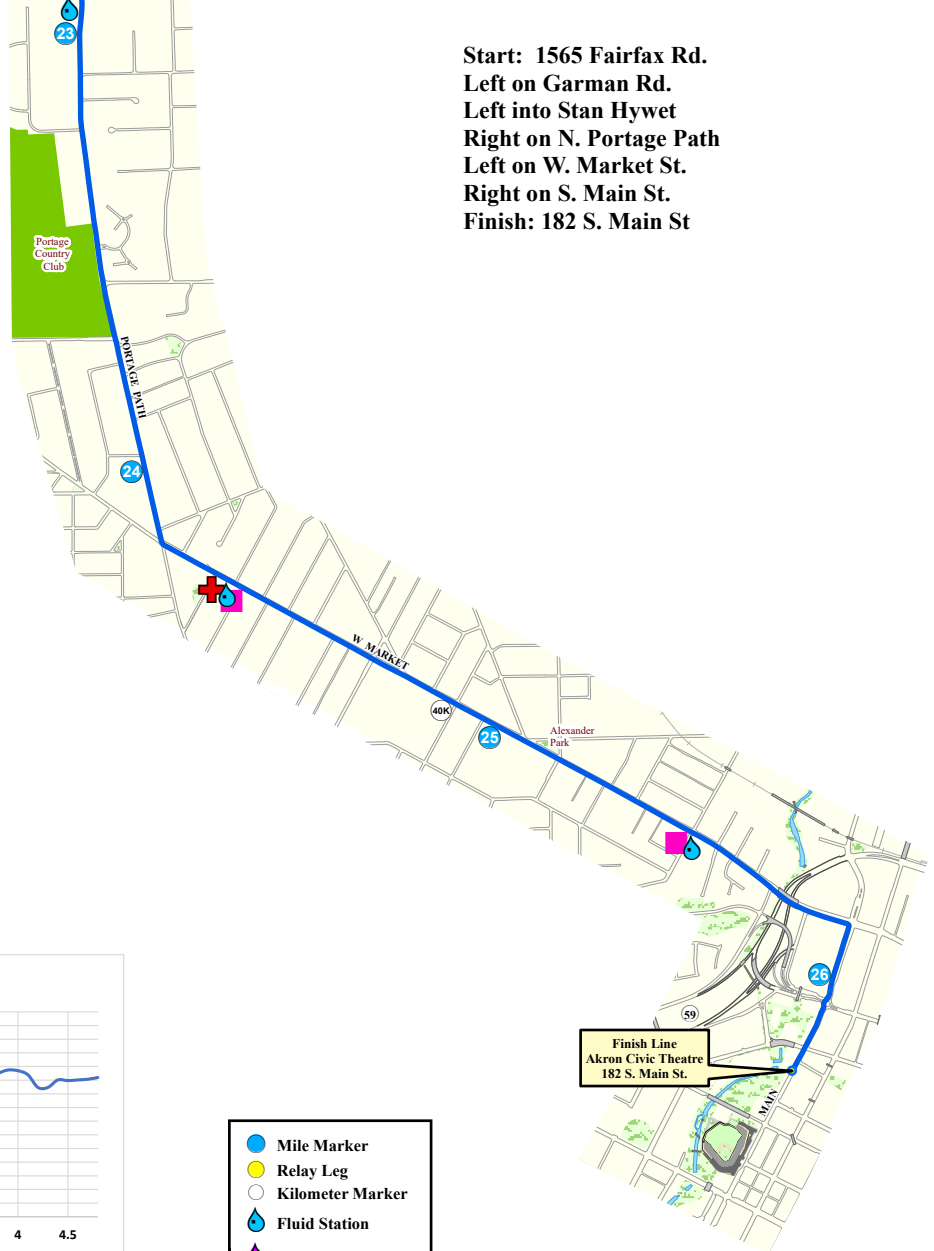 23
Start: 1565 Fairfax Rd.
Left on Garman Rd.
Left into Stan Hywet
Right on N. Portage Path
Left on W. Market St.
Right on S. Main St.
Finish: 182 S. Main St
Portage
Country
Club
PORTAGE PATH
24
W MARKET
40K
25
Alexander
Park
26
59
Finish Line
Akron Civic Theatre
182 S. Main St.
MAIN
Mile Marker
Relay Leg
Kilometer Marker
Fluid Station
4 4.5